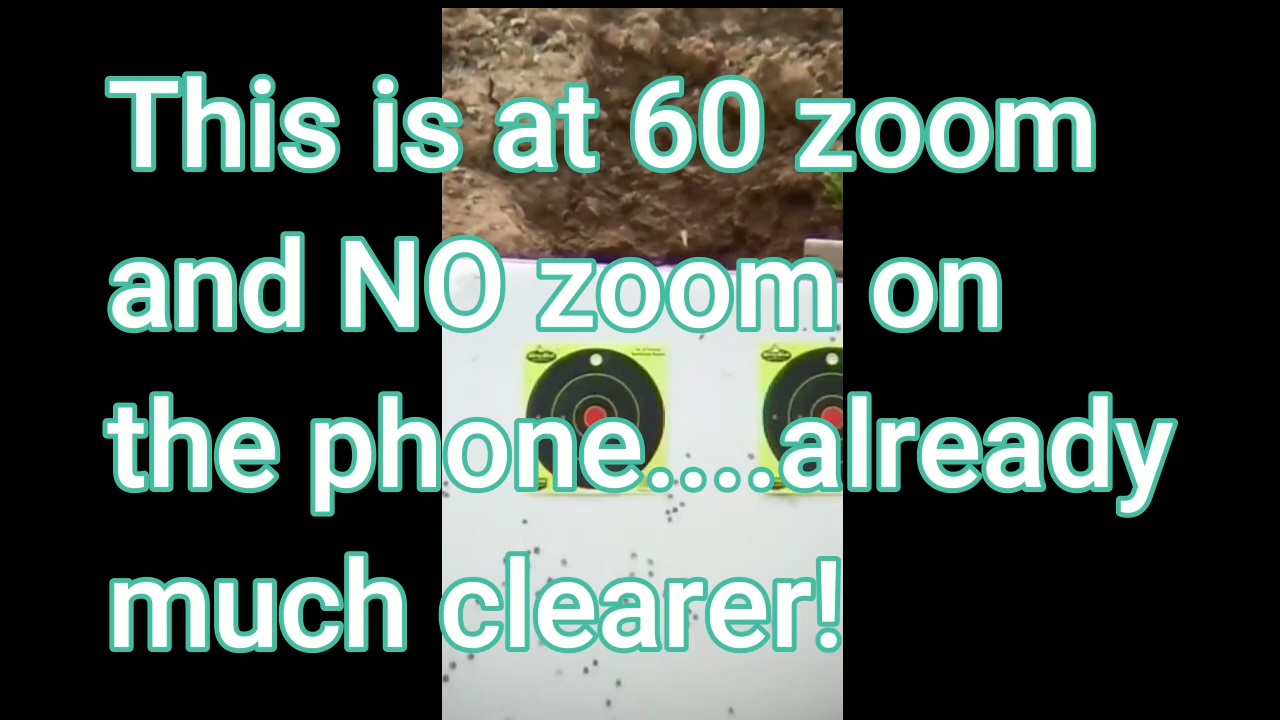 This is at 60 zoom
and NO zoom on
the phone....already
much clearer!